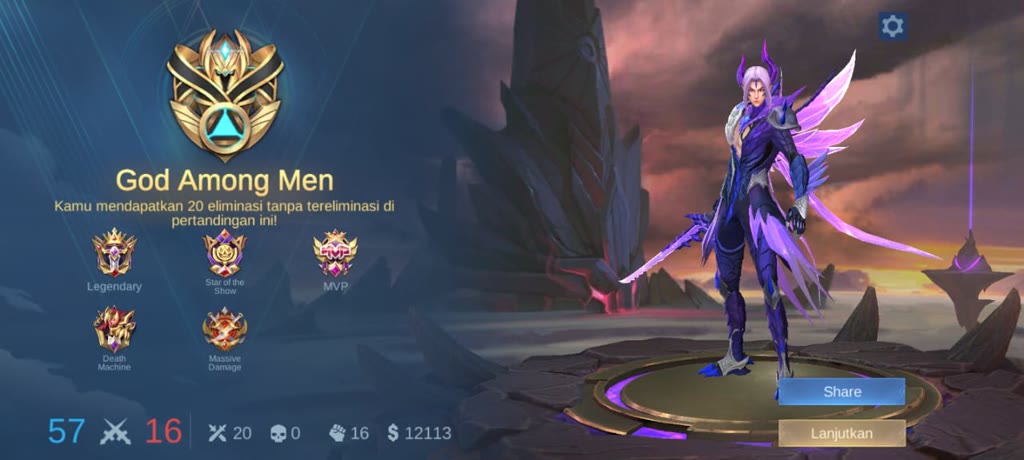 God Among Men
Kamu mendapatkan 20 eliminasi tanpa tereliminasi di
pertandingan ini!
Legendary
Star of the
Show
MVP
Death
Machine
Massive
Damage
57 16 20 0 16 $ 12113
Share
Lanjutkan